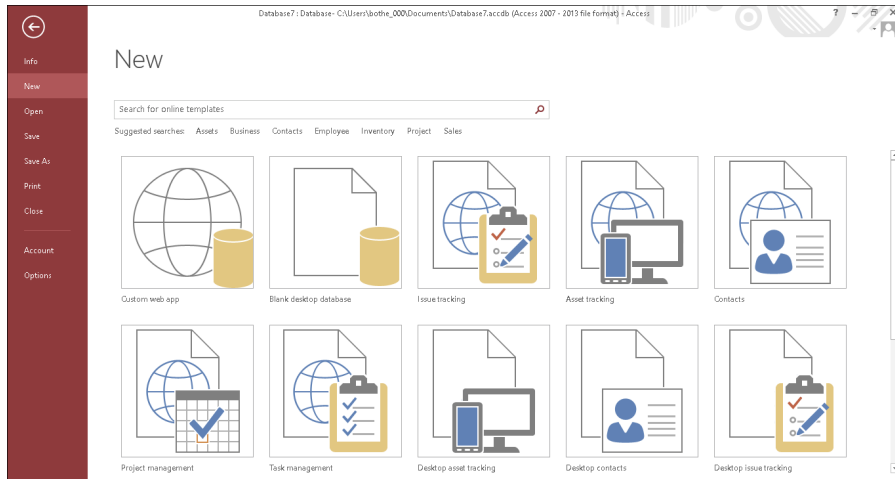 Database7 : Database- C:\Users\bothe_000\Documents\Database7.accdb (Access 2007 - 2013 file format) - Access
?
Info
New
Open
Save
Save As
Print
Close
Account
Options
New
Search for online templates
Suggested searches: Assets Business Contacts Employee Inventory Project Sales
Custom web app
Blank desktop database
Issue tracking
Asset tracking
Contacts
Project management
Task management
Desktop asset tracking
Desktop contacts
Desktop issue tracking